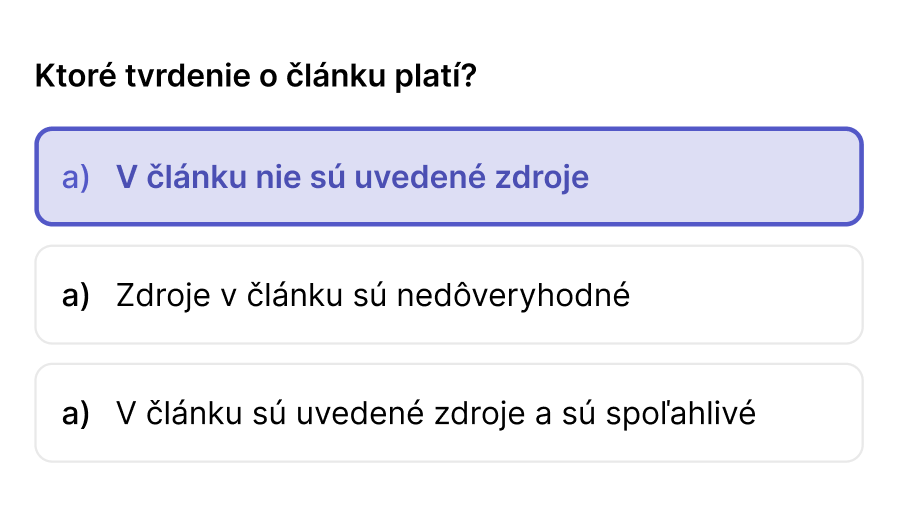 Ktoré tvrdenie o článku platí?
a) V článku nie sú uvedené zdroje
a) Zdroje v článku sú nedôveryhodné
a) V článku sú uvedené zdroje a sú spoľahlivé